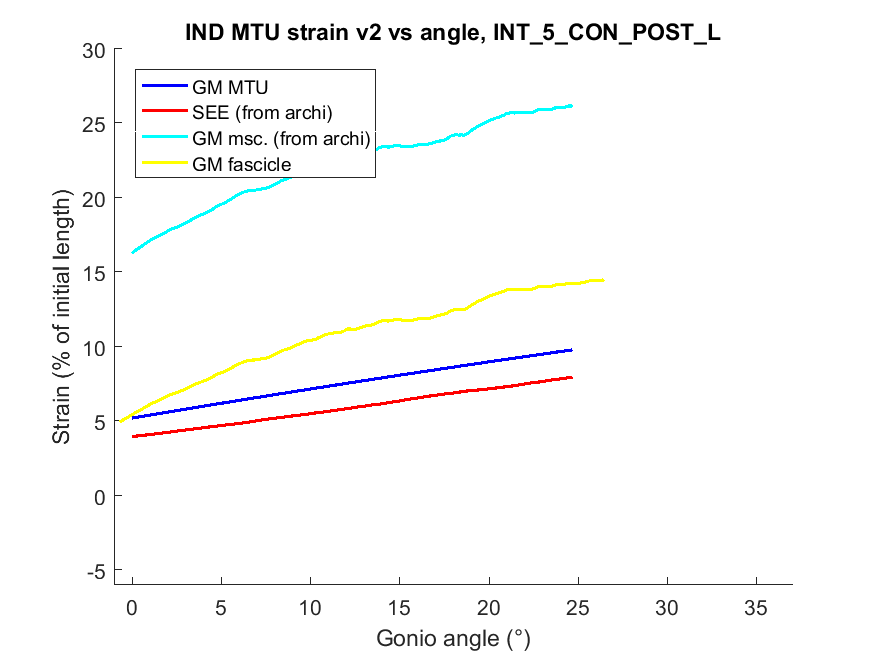 IND MTU strain v2 vs angle, INT_5_CON_POST_L
30
25
20
15
10
5
0
-5
Strain (% of initial length)
GM MTU
SEE (from archi)
GM msc. (from archi)
GM fascicle
0 5 10 15 20 25 30 35
Gonio angle (°)